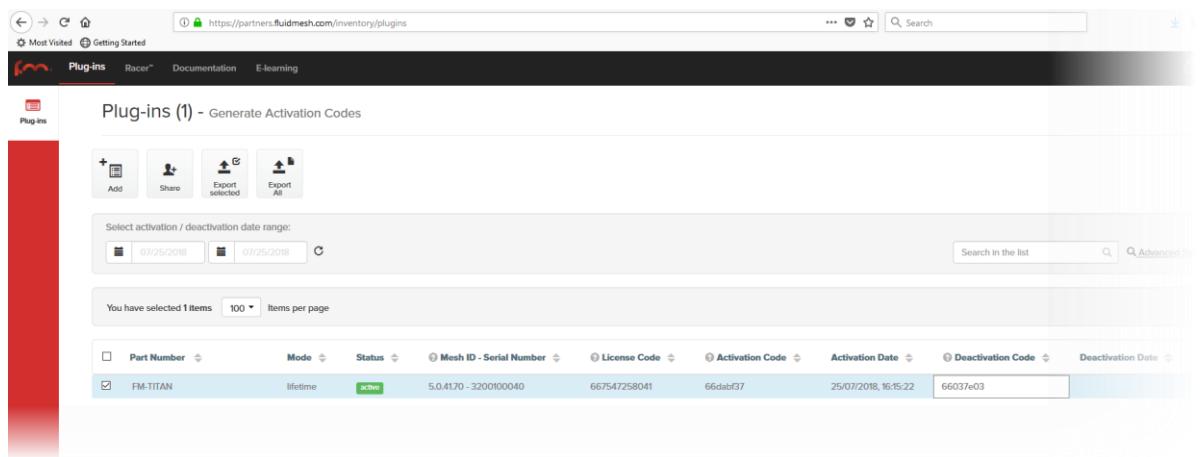 https://partners.fluidmesh.com/inventory/plugins
Search
Most Visited Getting Started
Plug-ins Racer™ Documentation E-learning
Plug-ins
Plug-ins (1) - Generate Activation Codes
Add Share Export selected Export All
Select activation / deactivation date range:
07/25/2018 07/25/2018 Search in the list Advanced
You have selected 1 items 100 Items per page
Part Number Mode Status Mesh ID - Serial Number License Code Activation Code Activation Date Deactivation Code Deactivation Date
FM-TITAN lifetime active 5.0.41.70 - 3200100040 667547258041 66dabf37 25/07/2018, 16:15:22 66037e03